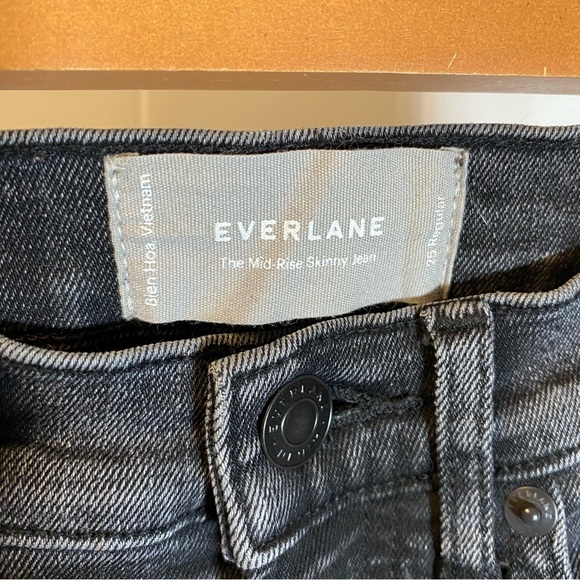 Bien Hoa, Vietnam
EVERLANE
The Mid-Rise Skinny Jean
25 Regular